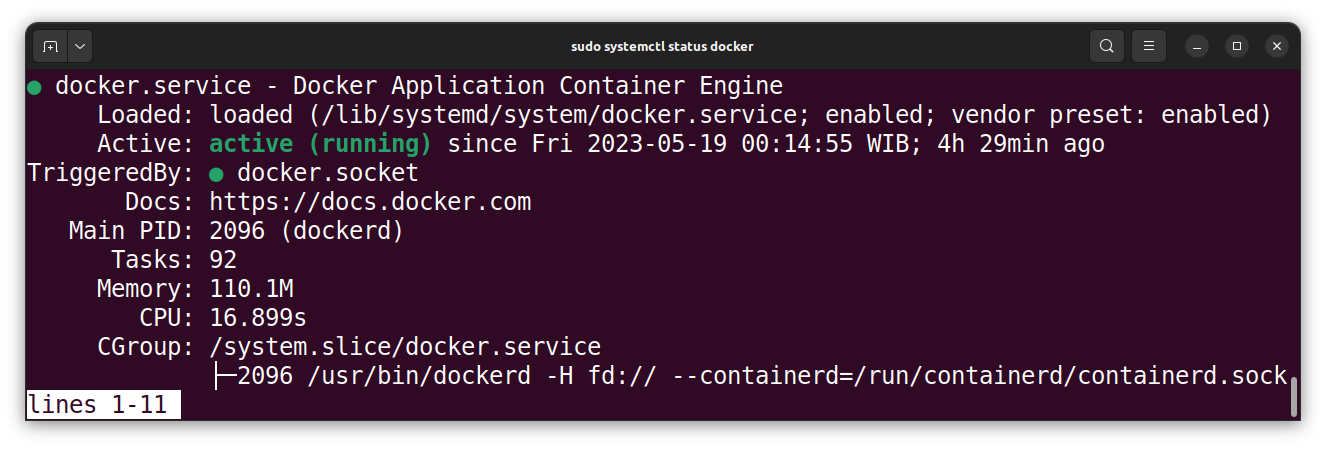 sudo systemctl status docker
● docker.service - Docker Application Container Engine
     Loaded: loaded (/lib/systemd/system/docker.service; enabled; vendor preset: enabled)
     Active: active (running) since Fri 2023-05-19 00:14:55 WIB; 4h 29min ago
TriggeredBy: ● docker.socket
       Docs: https://docs.docker.com
   Main PID: 2096 (dockerd)
      Tasks: 92
     Memory: 110.1M
        CPU: 16.899s
     CGroup: /system.slice/docker.service
             ├─2096 /usr/bin/dockerd -H fd:// --containerd=/run/containerd/containerd.sock
lines 1-11